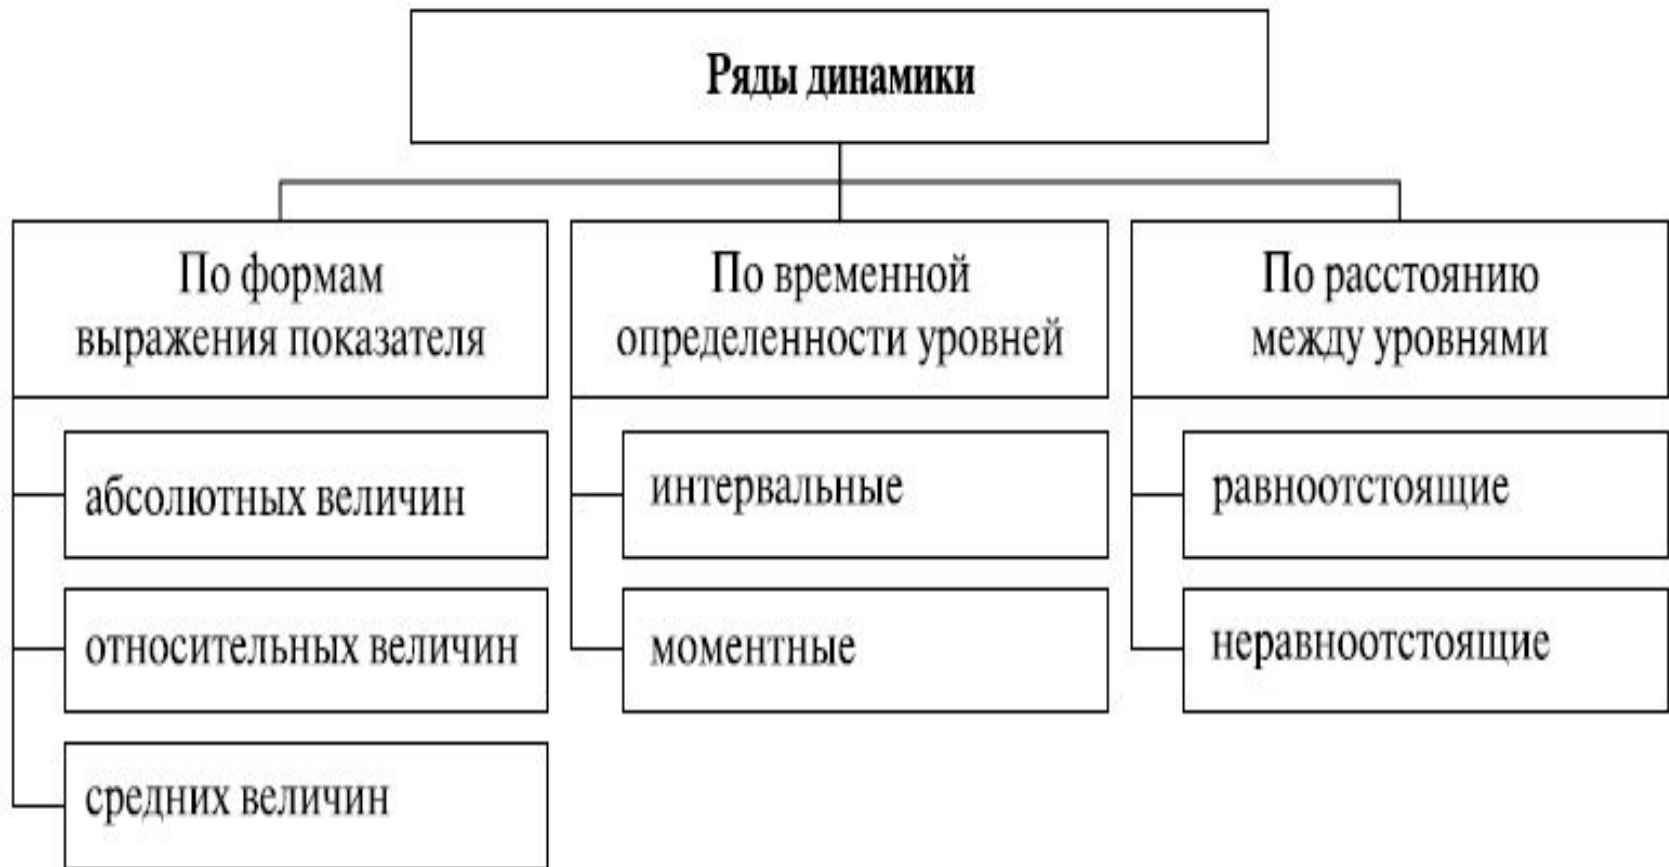 Ряды динамики
По формам
выражения показателя
абсолютных величин
относительных величин
средних величин
По временной
определенности уровней
интервальные
моментные
По расстоянию
между уровнями
равноотстоящие
неравноотстоящие